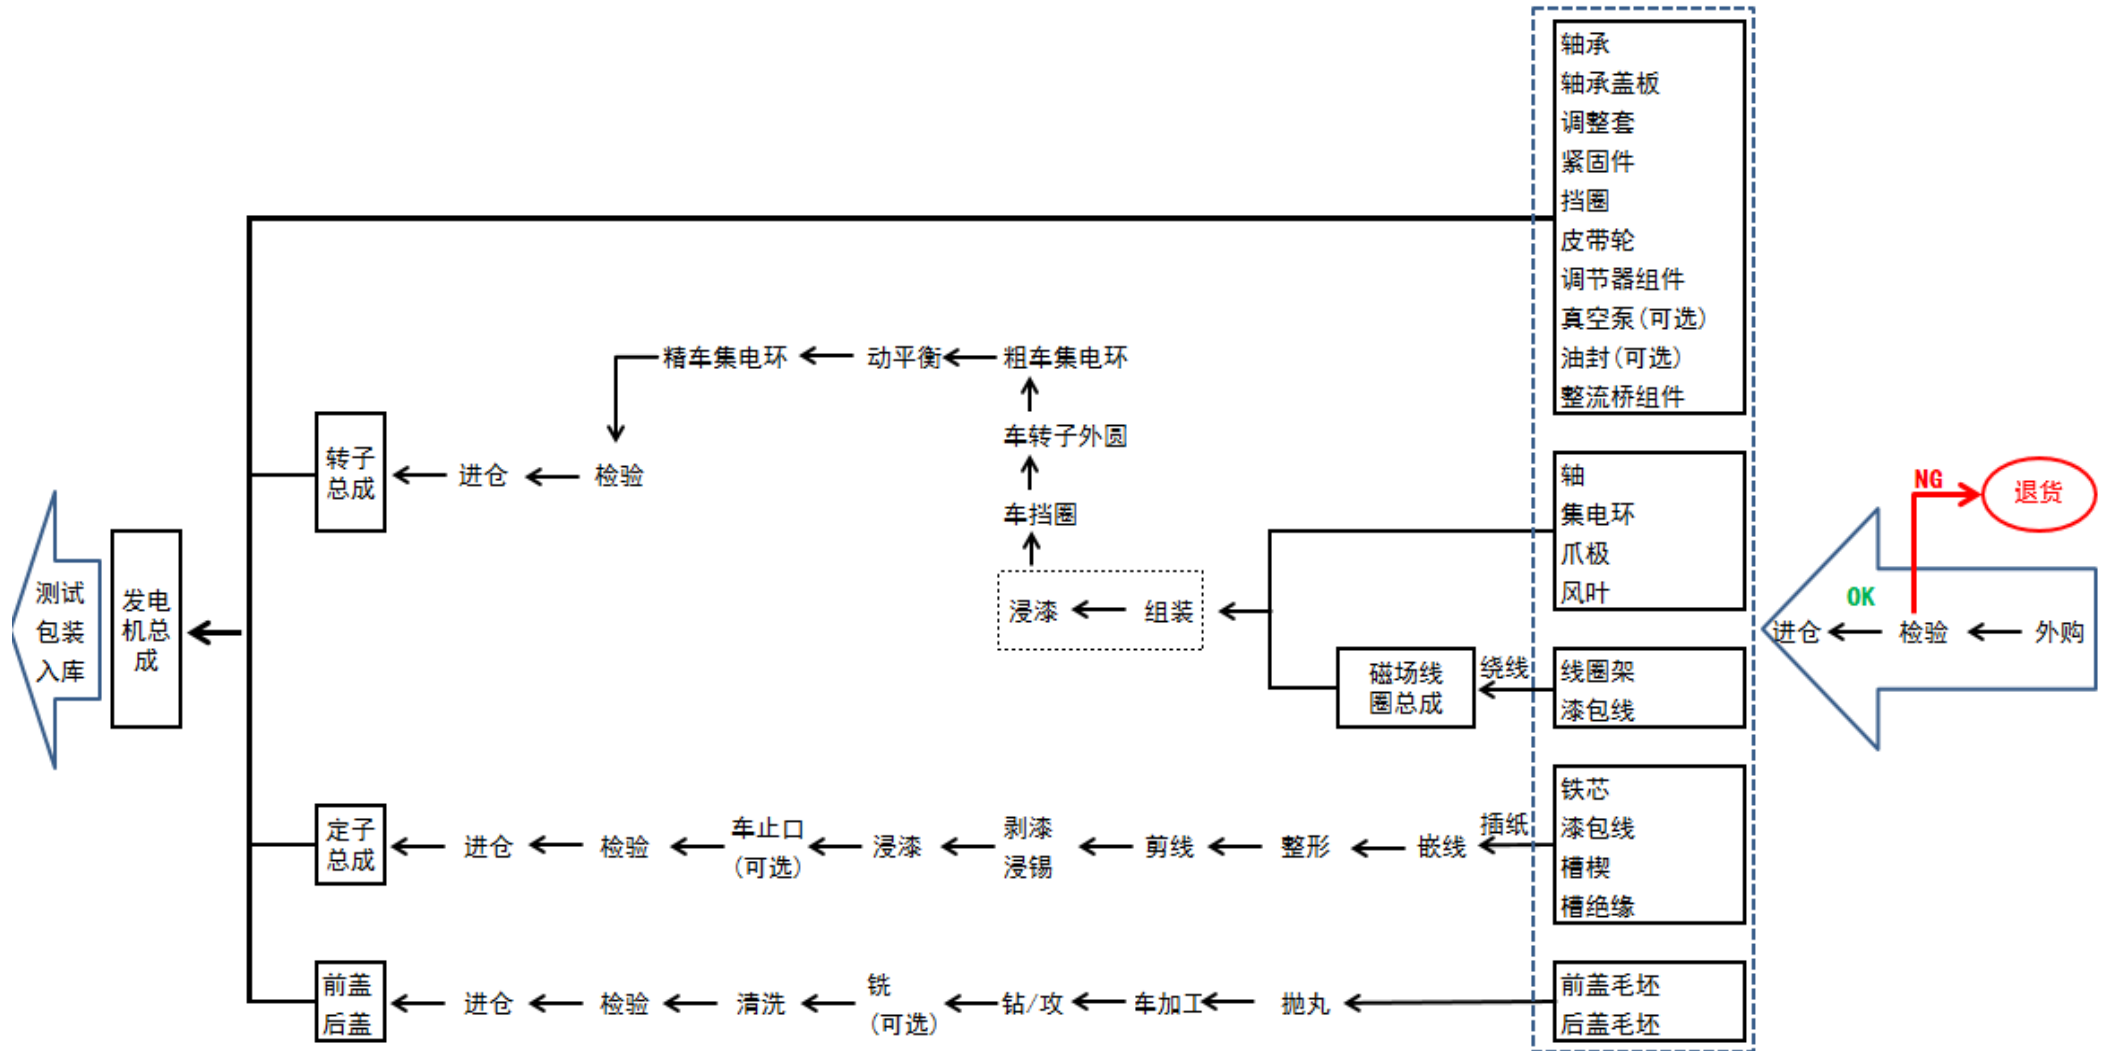 轴承
轴承盖板
调整套
紧固件
挡圈
皮带轮
调节器组件
真空泵(可选)
油封(可选)
整流桥组件
精车集电环
动平衡
粗车集电环
车转子外圆
转子
总成
进仓
检验
车挡圈
浸漆
组装
轴
集电环
爪极
风叶
NG
退货
OK
进仓
检验
外购
测试
包装
入库
发电
机总
成
磁场线
圈总成
绕线
线圈架
漆包线
定子
总成
进仓
检验
车止口
(可选)
浸漆
剥漆
浸锡
剪线
整形
嵌线
插纸
铁芯
漆包线
槽楔
槽绝缘
前盖
后盖
进仓
检验
清洗
铣
(可选)
钻/攻
车加工
抛丸
前盖毛坯
后盖毛坯